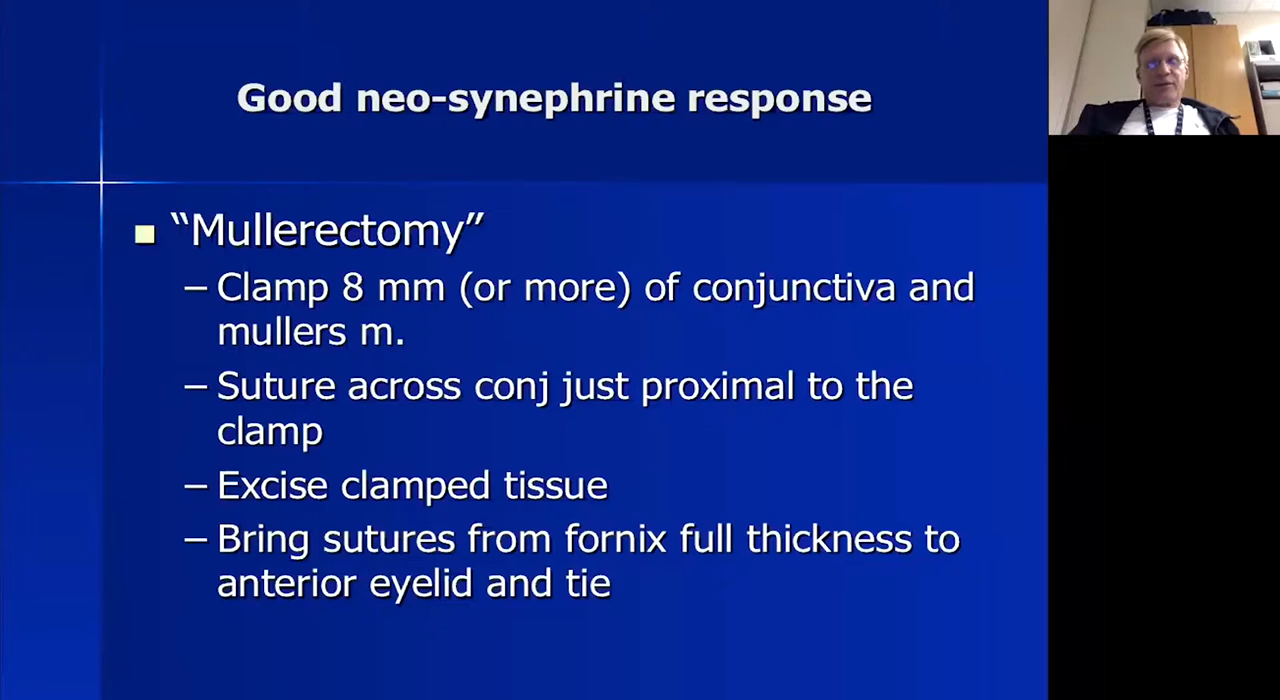 Good neo-synephrine response
“Mullerectomy”
– Clamp 8 mm (or more) of conjunctiva and
mullers m.
– Suture across conj just proximal to the
clamp
– Excise clamped tissue
– Bring sutures from fornix full thickness to
anterior eyelid and tie